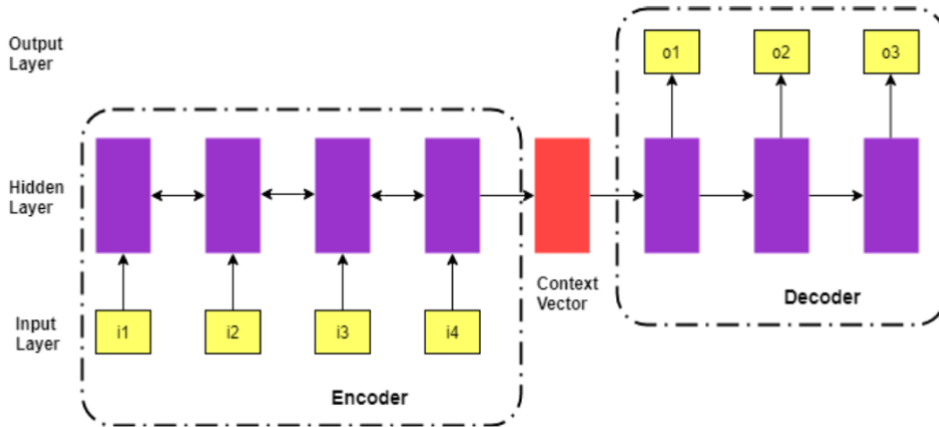 Output
Layer
o1
o2
o3
Hidden
Layer
Context
Vector
Decoder
Input
Layer
i1
i2
i3
i4
Encoder